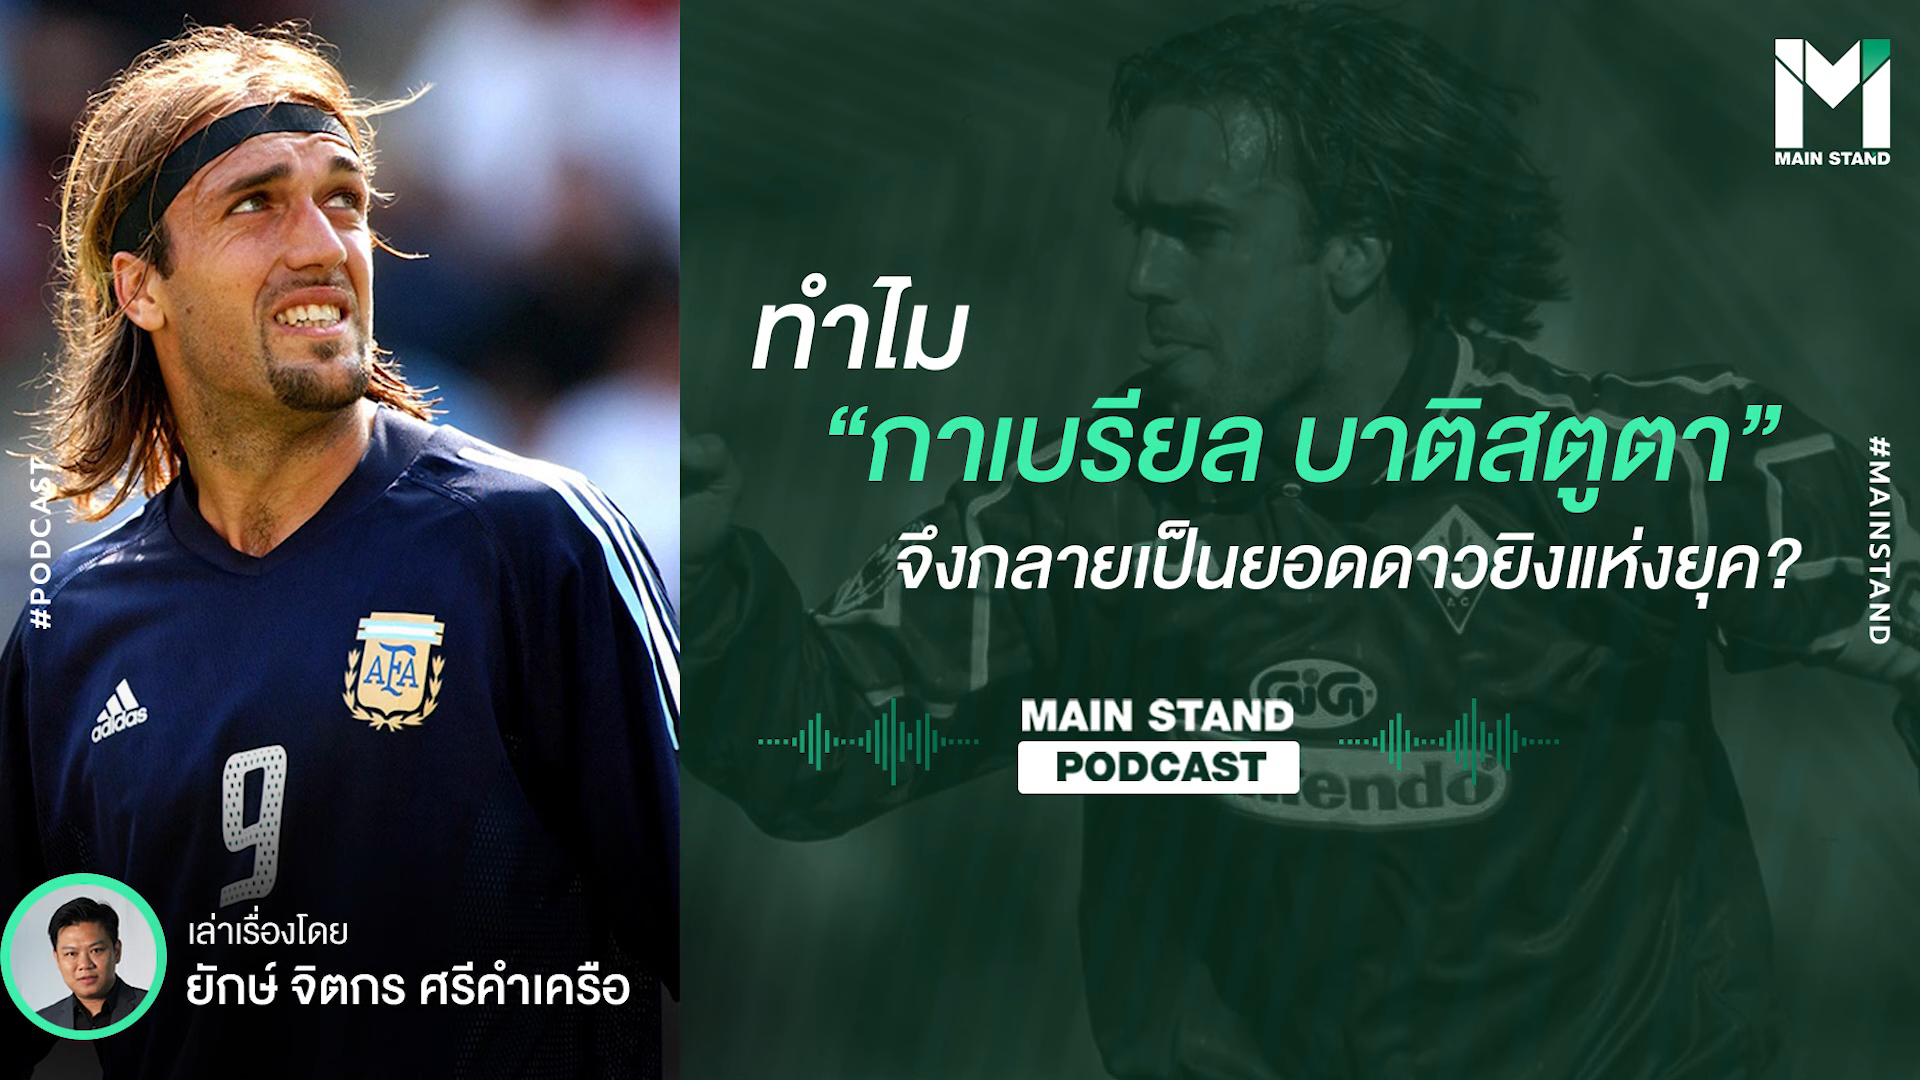 MAIN STAND
ทำไม
“กาเบรียล บาติสตูตา”
จึงกลายเป็นยอดดาวยิงแห่งยุค?
#PODCAST
#MAINSTAND
AFA
adidas
9
GiG
MAIN STAND
PODCAST
เล่าเรื่องโดย
ยักษ์ จิตกร ศรีคำเครือ